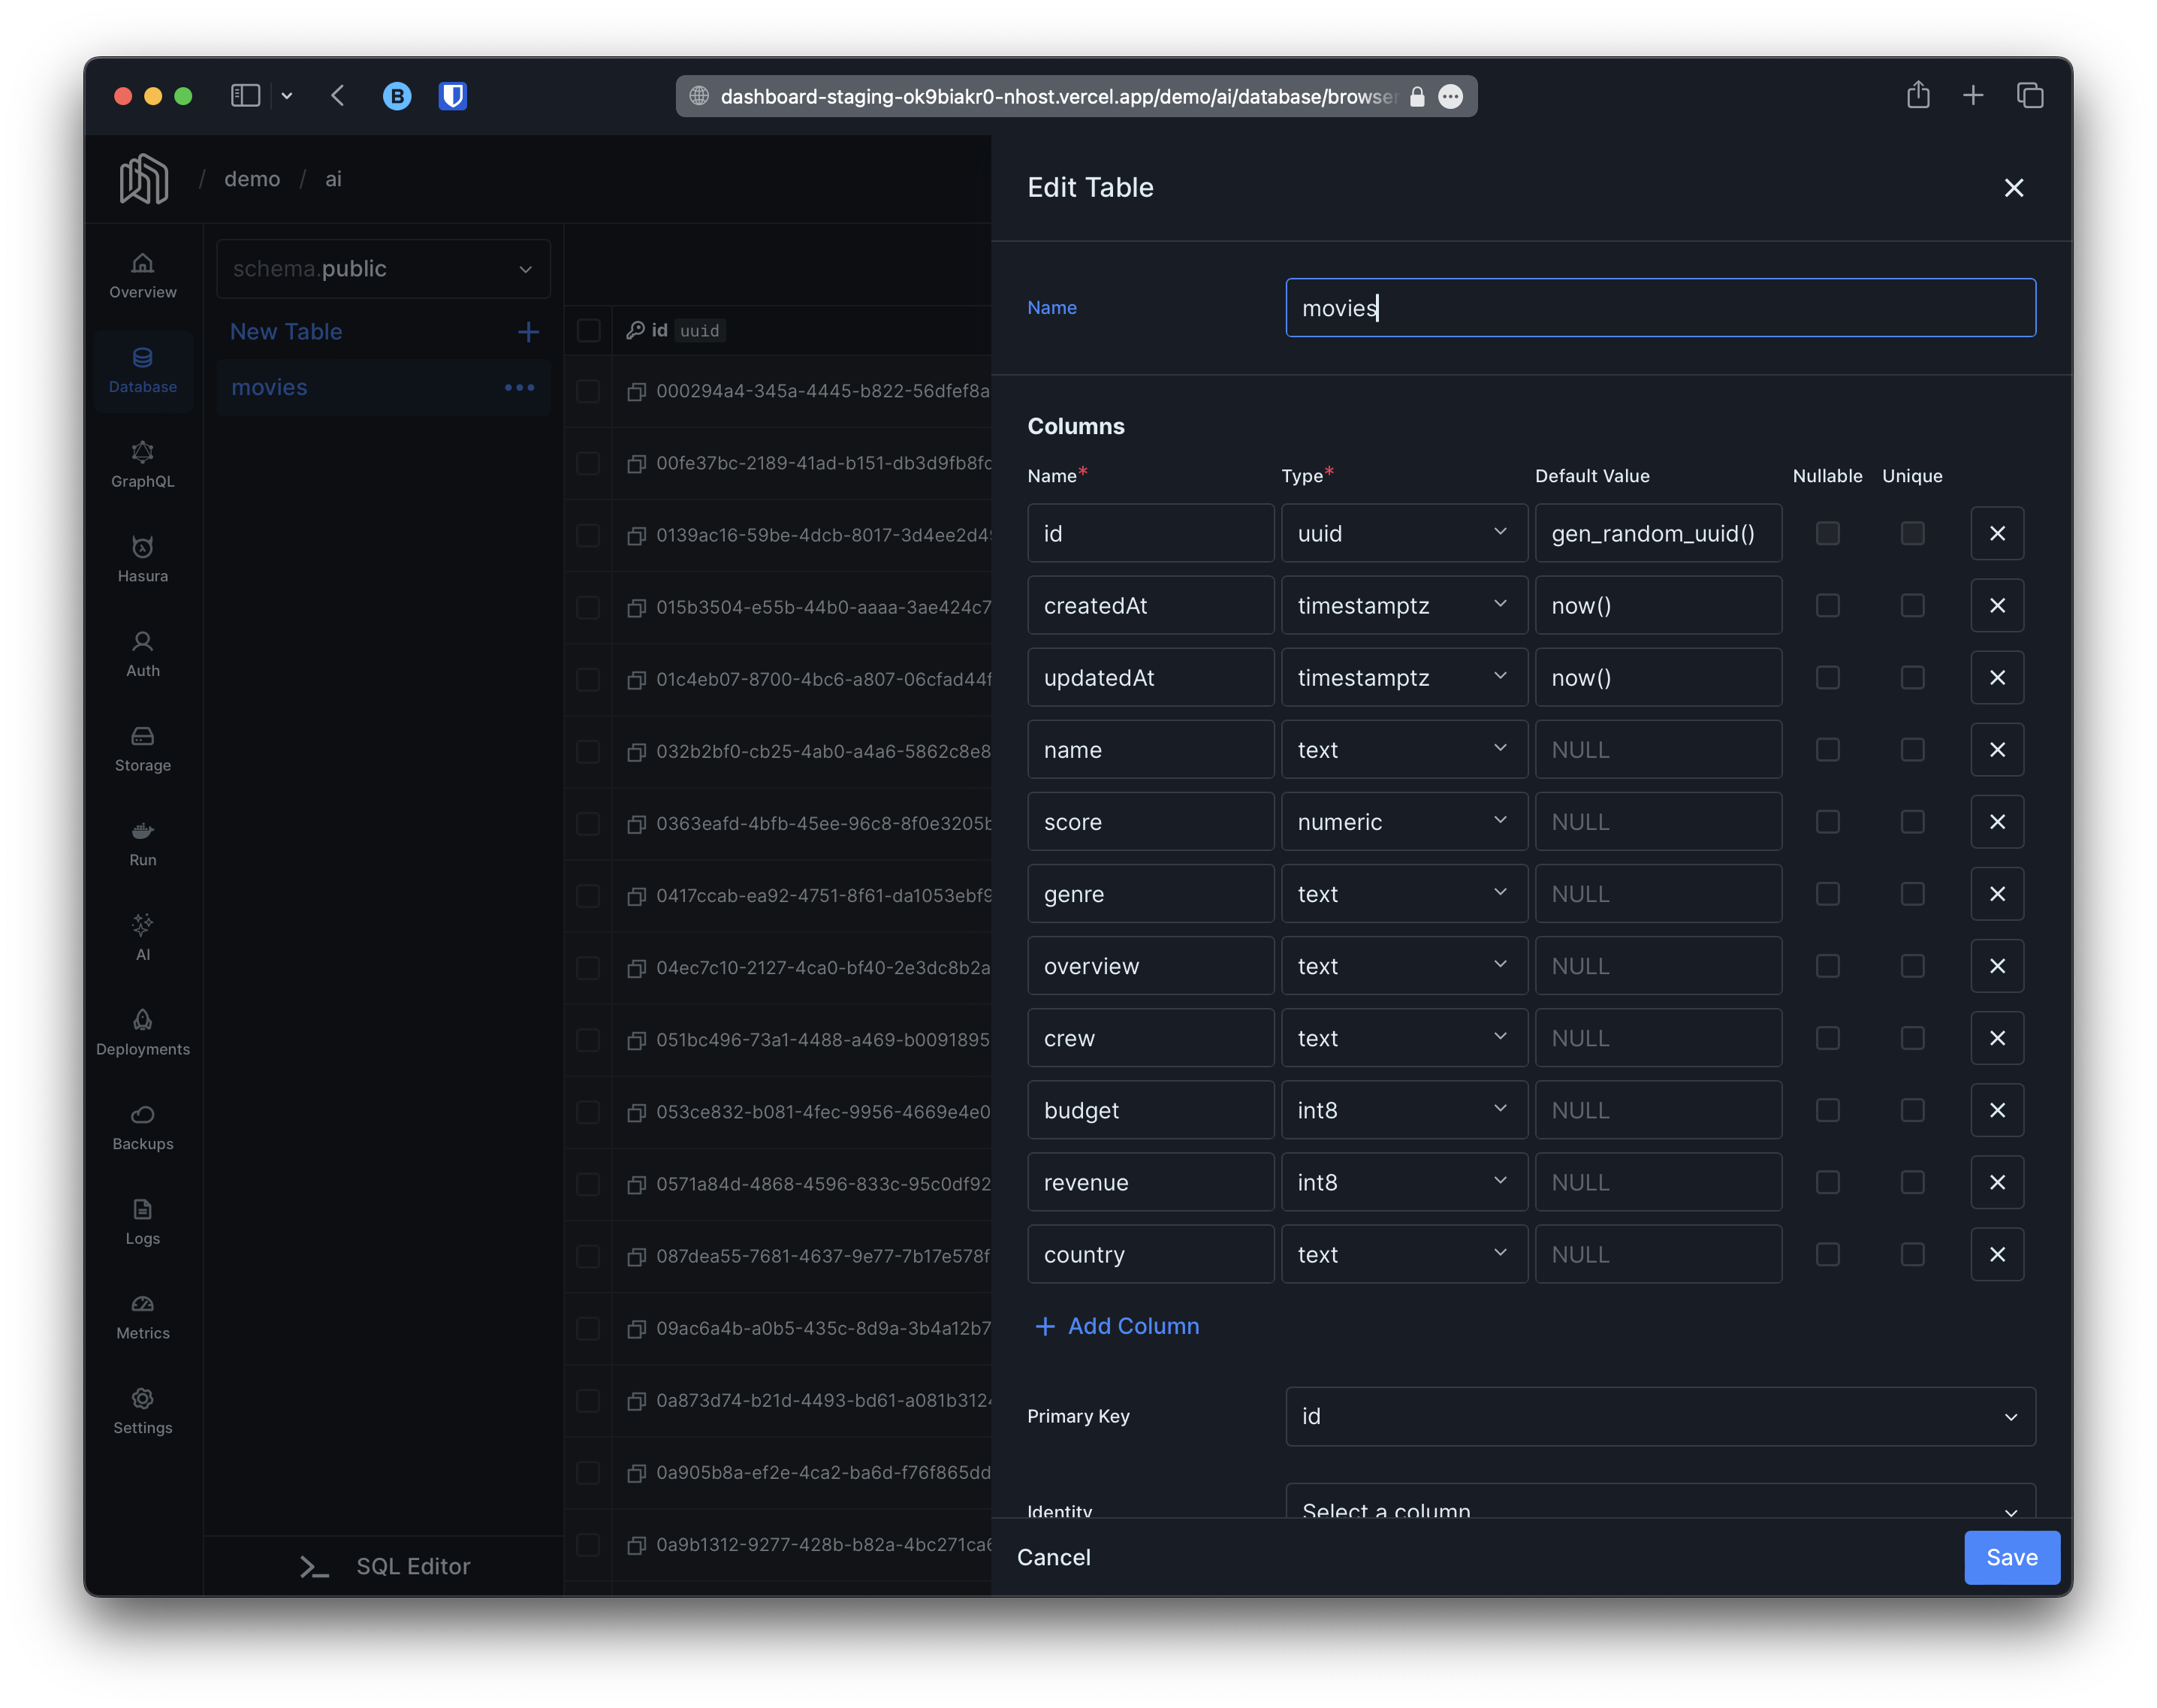 B
dashboard-staging-ok9biakr0-nhost.vercel.app/demo/ai/database/browser
/ demo / ai
Overview
Database
GraphQL
Hasura
Auth
Storage
Run
AI
Deployments
Backups
Logs
Metrics
Settings
schema.public
New Table
movies
SQL Editor
id uuid
000294a4-345a-4445-b822-56dfef8a
00fe37bc-2189-41ad-b151-db3d9fb8fc
0139ac16-59be-4dcb-8017-3d4ee2d4
015b3504-e55b-44b0-aaaa-3ae424c7
01c4eb07-8700-4bc6-a807-06cfad44f
032b2bf0-cb25-4ab0-a4a6-5862c8e8
0363eafd-4bfb-45ee-96c8-8f0e3205b
0417ccab-ea92-4751-8f61-da1053ebf9
04ec7c10-2127-4ca0-bf40-2e3dc8b2a
051bc496-73a1-4488-a469-b0091895
053ce832-b081-4fec-9956-4669e4e0
0571a84d-4868-4596-833c-95c0df92
087dea55-7681-4637-9e77-7b17e578f
09ac6a4b-a0b5-435c-8d9a-3b4a12b7
0a873d74-b21d-4493-bd61-a081b312
0a905b8a-ef2e-4ca2-ba6d-f76f865dd
0a9b1312-9277-428b-b82a-4bc271ca6
Edit Table
Name movies
Columns
Name* Type* Default Value Nullable Unique
id uuid gen_random_uuid()
createdAt timestamptz now()
updatedAt timestamptz now()
name text NULL
score numeric NULL
genre text NULL
overview text NULL
crew text NULL
budget int8 NULL
revenue int8 NULL
country text NULL
Add Column
Primary Key id
Identity Select a column
Cancel Save